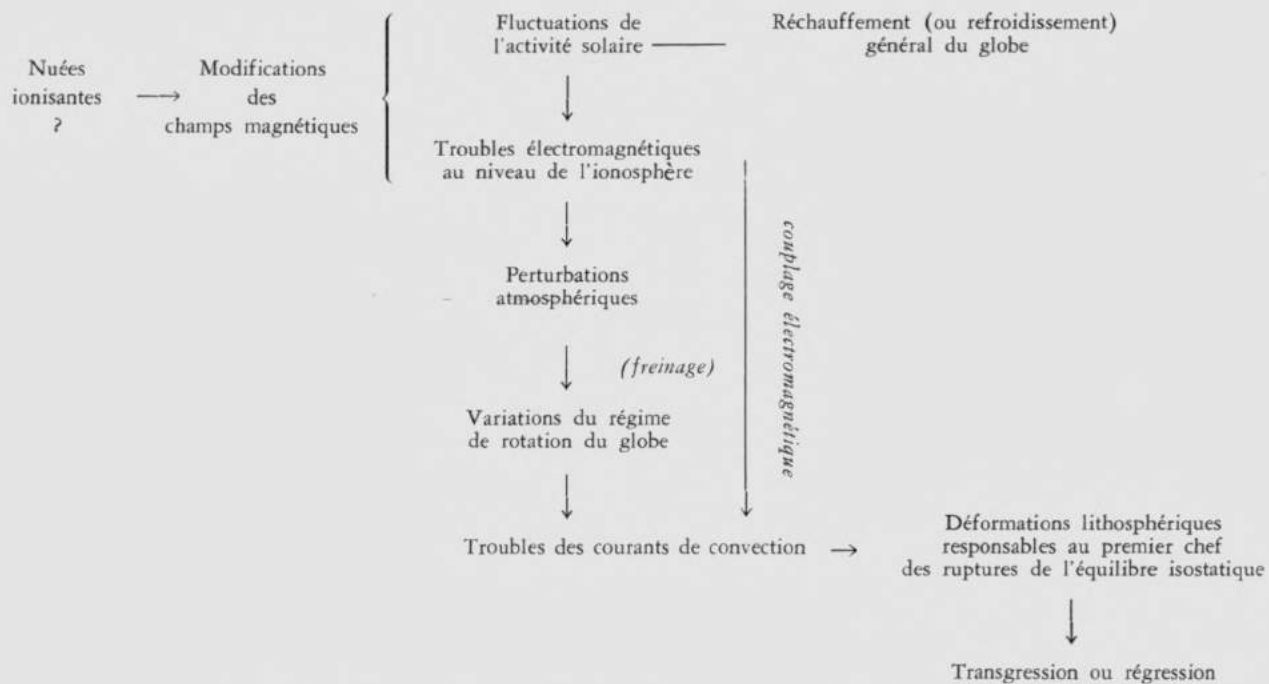 Fluctuations de
l'activité solaire
Réchauffement (ou refroidissement)
général du globe
Nuées
ionisantes
?
Modifications
des
champs magnétiques
Troubles électromagnétiques
au niveau de l'ionosphère
couplage électromagnétique
Perturbations
atmosphériques
(freinage)
Variations du régime
de rotation du globe
Troubles des courants de convection
Déformations lithosphériques
responsables au premier chef
des ruptures de l'équilibre isostatique
Transgression ou régression